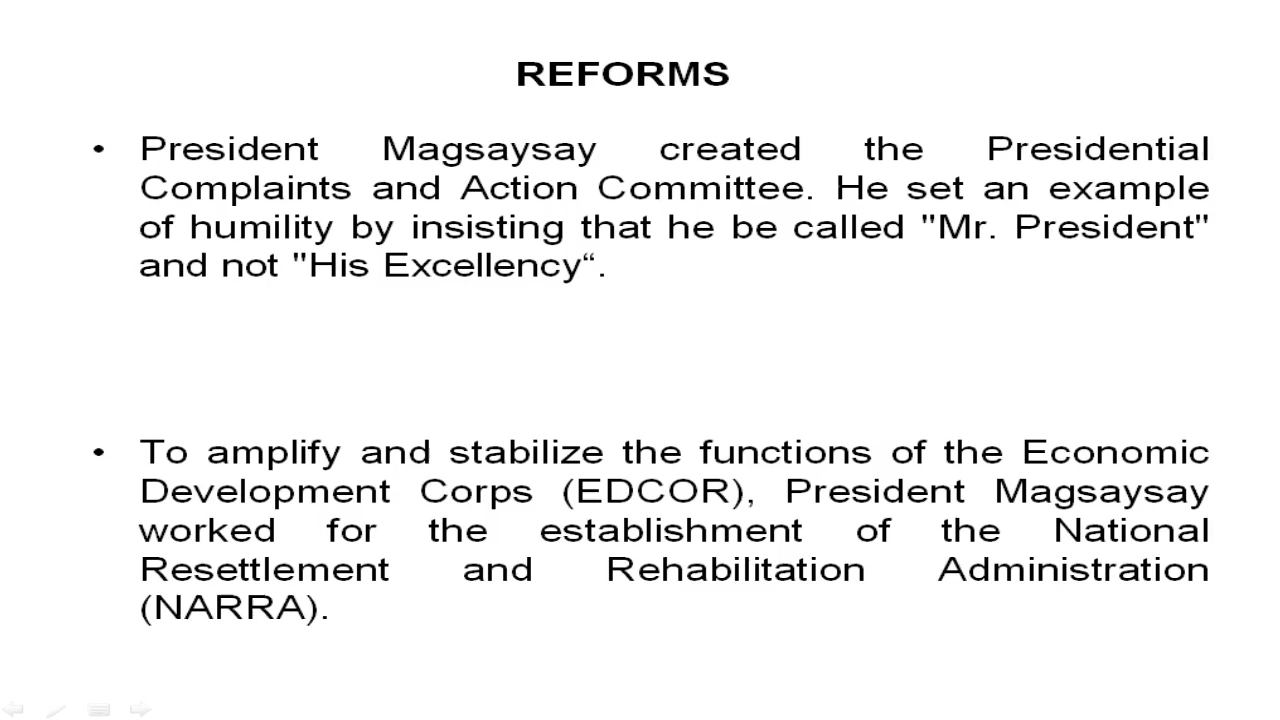 REFORMS
• President Magsaysay created the Presidential
Complaints and Action Committee. He set an example
of humility by insisting that he be called "Mr. President"
and not "His Excellency“.
• To amplify and stabilize the functions of the Economic
Development Corps (EDCOR), President Magsaysay
worked for the establishment of the National
Resettlement and Rehabilitation Administration
(NARRA).